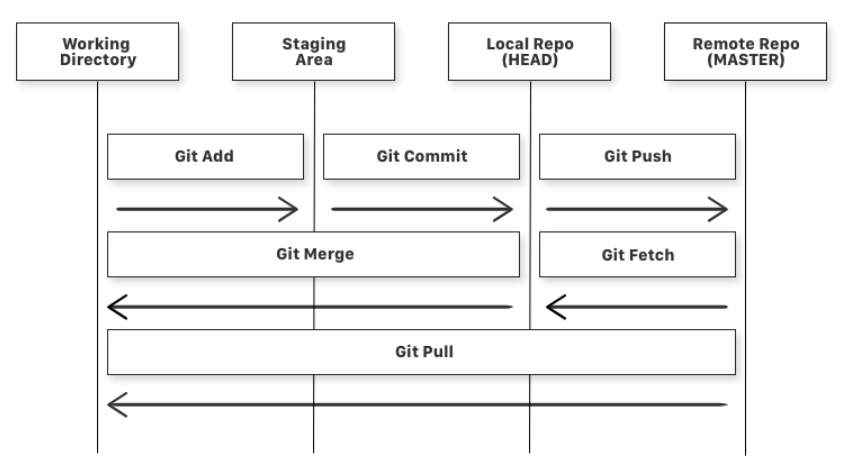 Working
Directory
Staging
Area
Local Repo
(HEAD)
Remote Repo
(MASTER)
Git Add
Git Commit
Git Push
Git Merge
Git Fetch
Git Pull